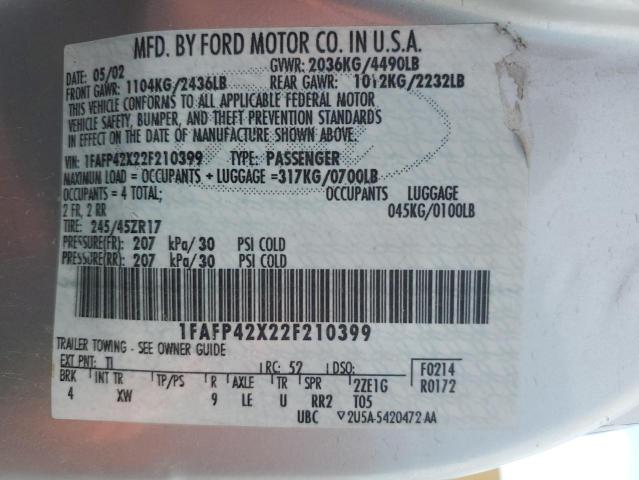 MFD. BY FORD MOTOR CO. IN U.S.A.
DATE: 05/02 GVWR: 2036KG/4490LB
FRONT GAWR: 1104KG/2436LB REAR GAWR: 1012KG/2232LB
THIS VEHICLE CONFORMS TO ALL APPLICABLE FEDERAL MOTOR
VEHICLE SAFETY, BUMPER, AND THEFT PREVENTION STANDARDS
IN EFFECT ON THE DATE OF MANUFACTURE SHOWN ABOVE.
VIN: 1FAFP42X22F210399 TYPE: PASSENGER
MAXIMUM LOAD = OCCUPANTS + LUGGAGE =317KG/0700LB
OCCUPANTS = 4 TOTAL; OCCUPANTS LUGGAGE
2 FR, 2 RR 045KG/0100LB
TIRE: 245/45ZR17
PRESSURE(FR): 207 kPa/30 PSI COLD
PRESSURE(RR): 207 kPa/30 PSI COLD
1FAFP42X22F210399
TRAILER TOWING - SEE OWNER GUIDE
EXT PNT: TI RC: 52 DSO: F0214
BRK INT TR TP/PS R AXLE TR SPR 2ZE1G R0172
4 XW 9 LE U RR2 T05
UBC ▽2U5A-5420472 AA